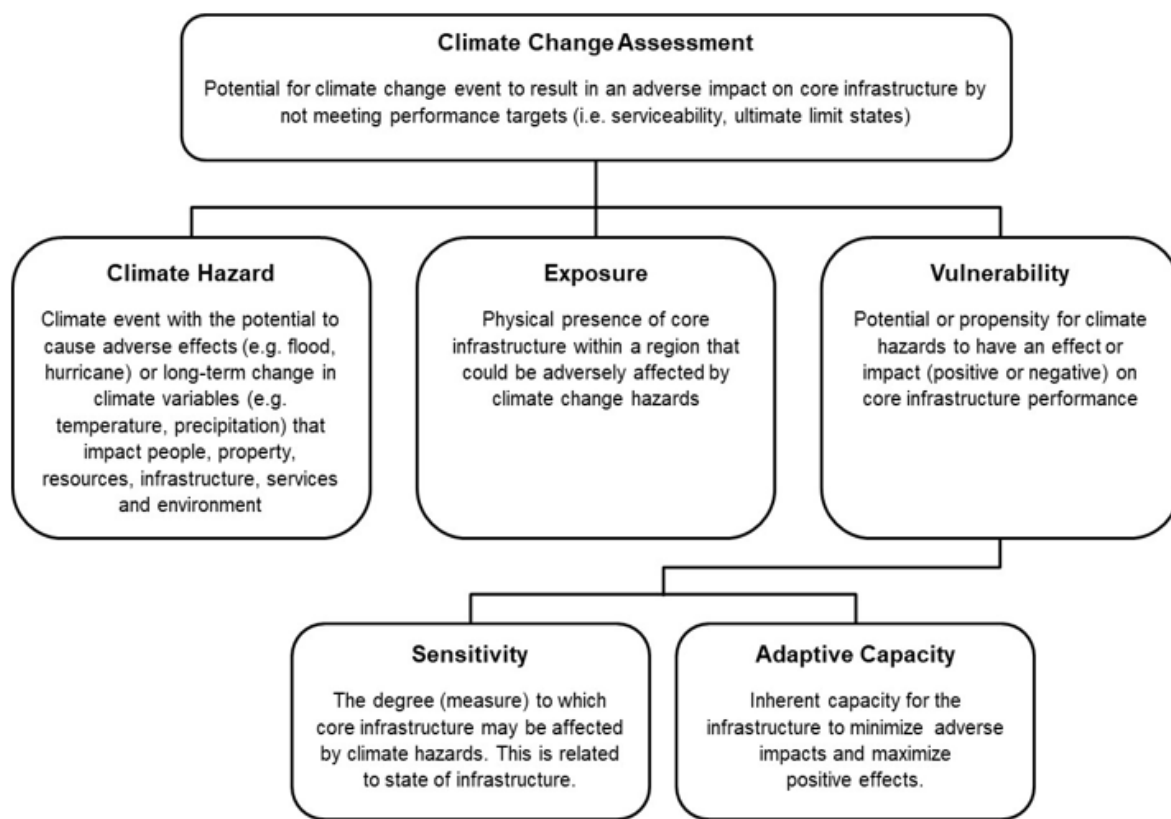 Climate Change Assessment
Potential for climate change event to result in an adverse impact on core infrastructure by
not meeting performance targets (i.e. serviceability, ultimate limit states)
Climate Hazard
Climate event with the potential to
cause adverse effects (e.g. flood,
hurricane) or long-term change in
climate variables (e.g.
temperature, precipitation) that
impact people, property,
resources, infrastructure, services
and environment
Exposure
Physical presence of core
infrastructure within a region that
could be adversely affected by
climate change hazards
Vulnerability
Potential or propensity for climate
hazards to have an effect or
impact (positive or negative) on
core infrastructure performance
Sensitivity
The degree (measure) to which
core infrastructure may be affected
by climate hazards. This is related
to state of infrastructure.
Adaptive Capacity
Inherent capacity for the
infrastructure to minimize adverse
impacts and maximize
positive effects.